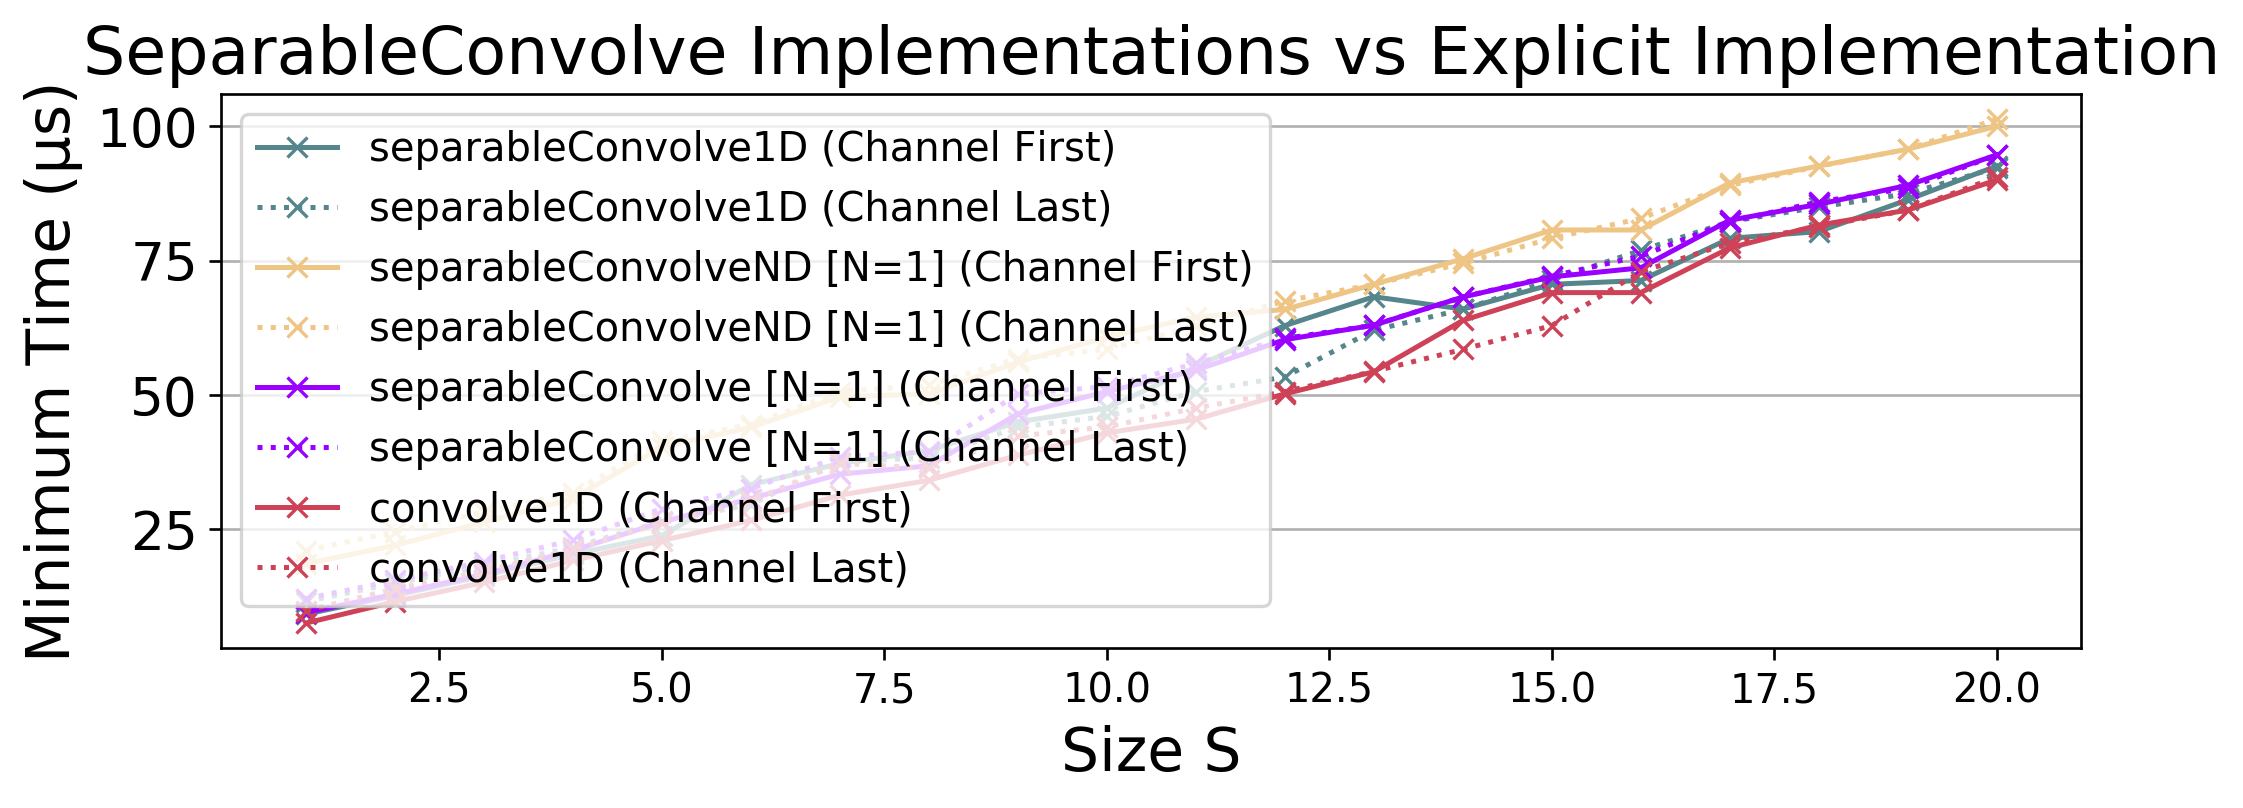 SeparableConvolve Implementations vs Explicit Implementation
Minimum Time (µs)
100
75
50
25
separableConvolve1D (Channel First)
separableConvolve1D (Channel Last)
separableConvolveND [N=1] (Channel First)
separableConvolveND [N=1] (Channel Last)
separableConvolve [N=1] (Channel First)
separableConvolve [N=1] (Channel Last)
convolve1D (Channel First)
convolve1D (Channel Last)
2.5 5.0 7.5 10.0 12.5 15.0 17.5 20.0
Size S